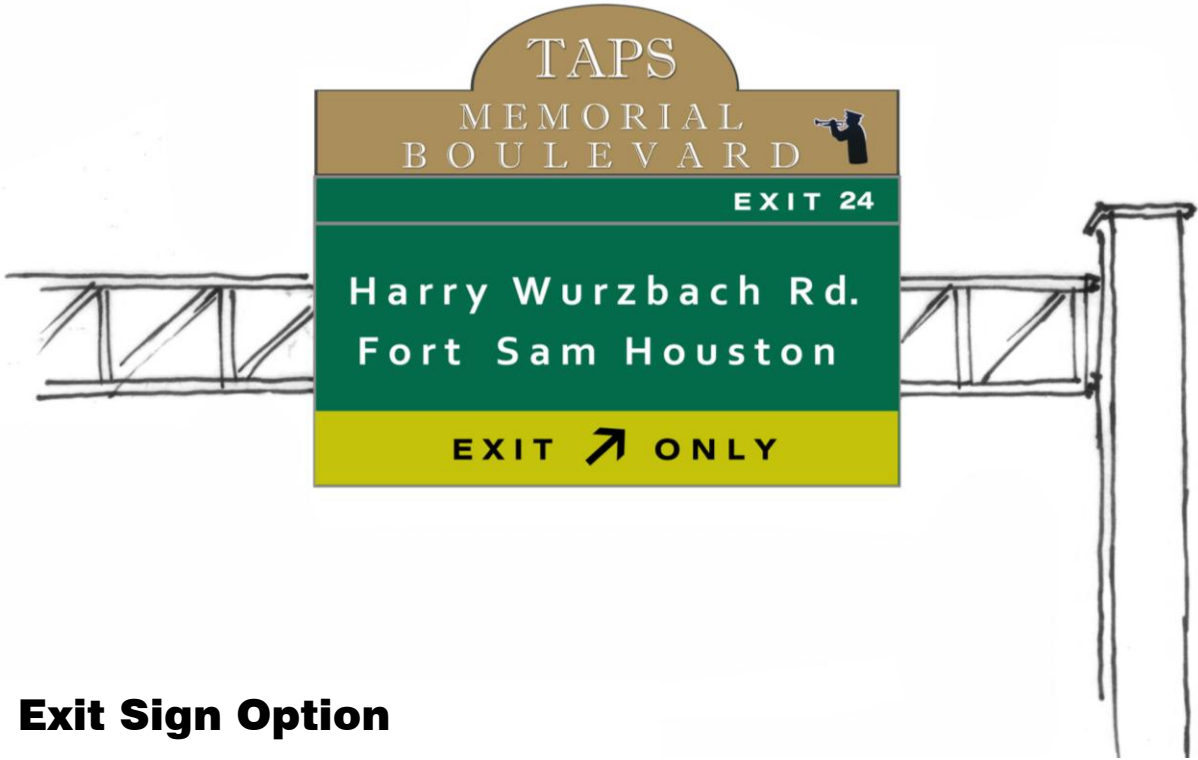 TAPS
MEMORIAL
BOULEVARD
EXIT 24
Harry Wurzbach Rd.
Fort Sam Houston
EXIT ONLY
Exit Sign Option